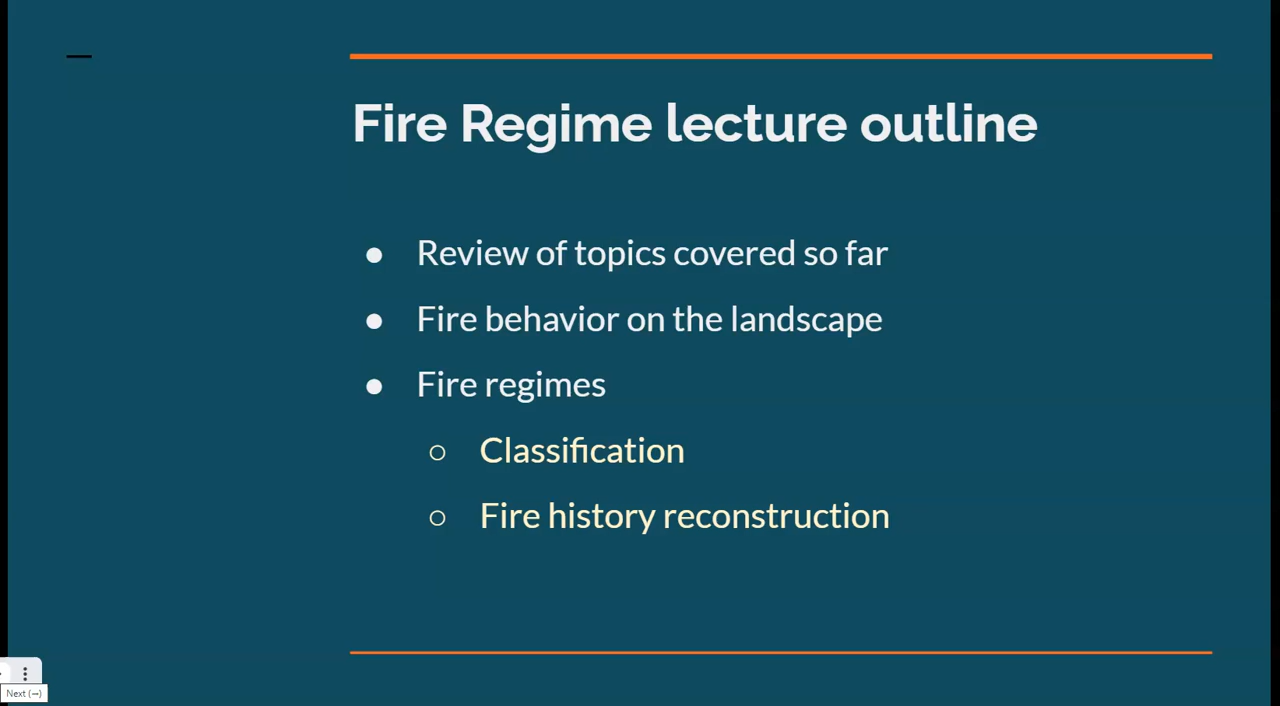 Fire Regime lecture outline
● Review of topics covered so far
● Fire behavior on the landscape
● Fire regimes
○ Classification
○ Fire history reconstruction
Next (→)